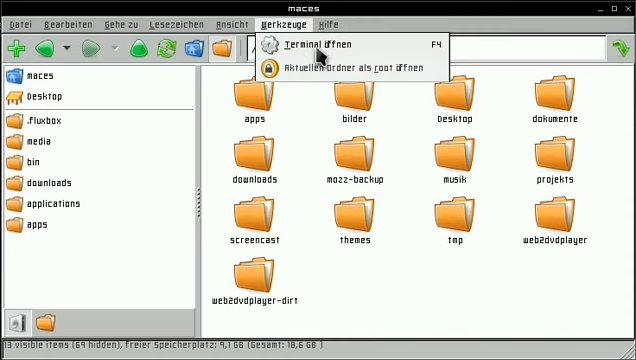 maces
Datei Bearbeiten Gehe zu Lesezeichen Ansicht Werkzeuge Hilfe
Terminal öffnen F4
Aktuellen Ordner als root öffnen
maces
Desktop
.fluxbox
media
bin
downloads
applications
apps
apps bilder Desktop dokumente
downloads mozz-backup musik projekts
screencast themes tmp web2dvdplayer
web2dvdplayer-dirt
13 visible items (69 hidden), freier Speicherplatz: 9,1 GB (Gesamt: 18,6 GB )